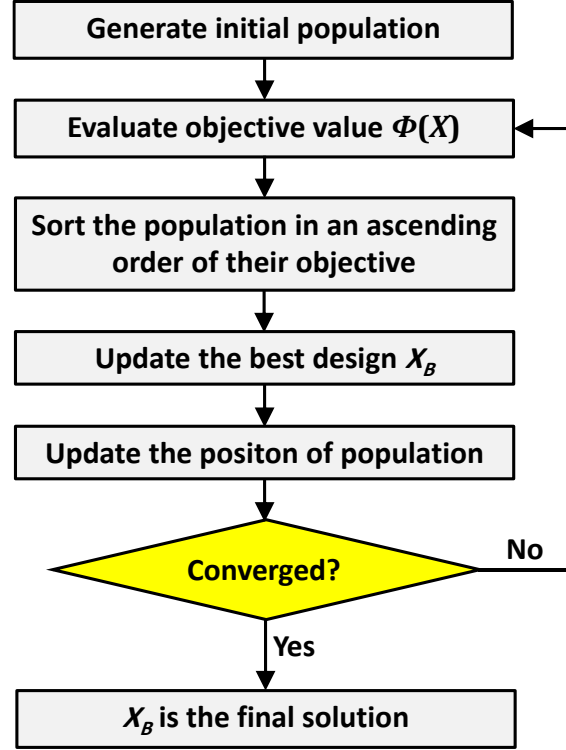 Generate initial population
Evaluate objective value Φ(X)
Sort the population in an ascending
order of their objective
Update the best design X_B
Update the positon of population
Converged?
No
Yes
X_B is the final solution